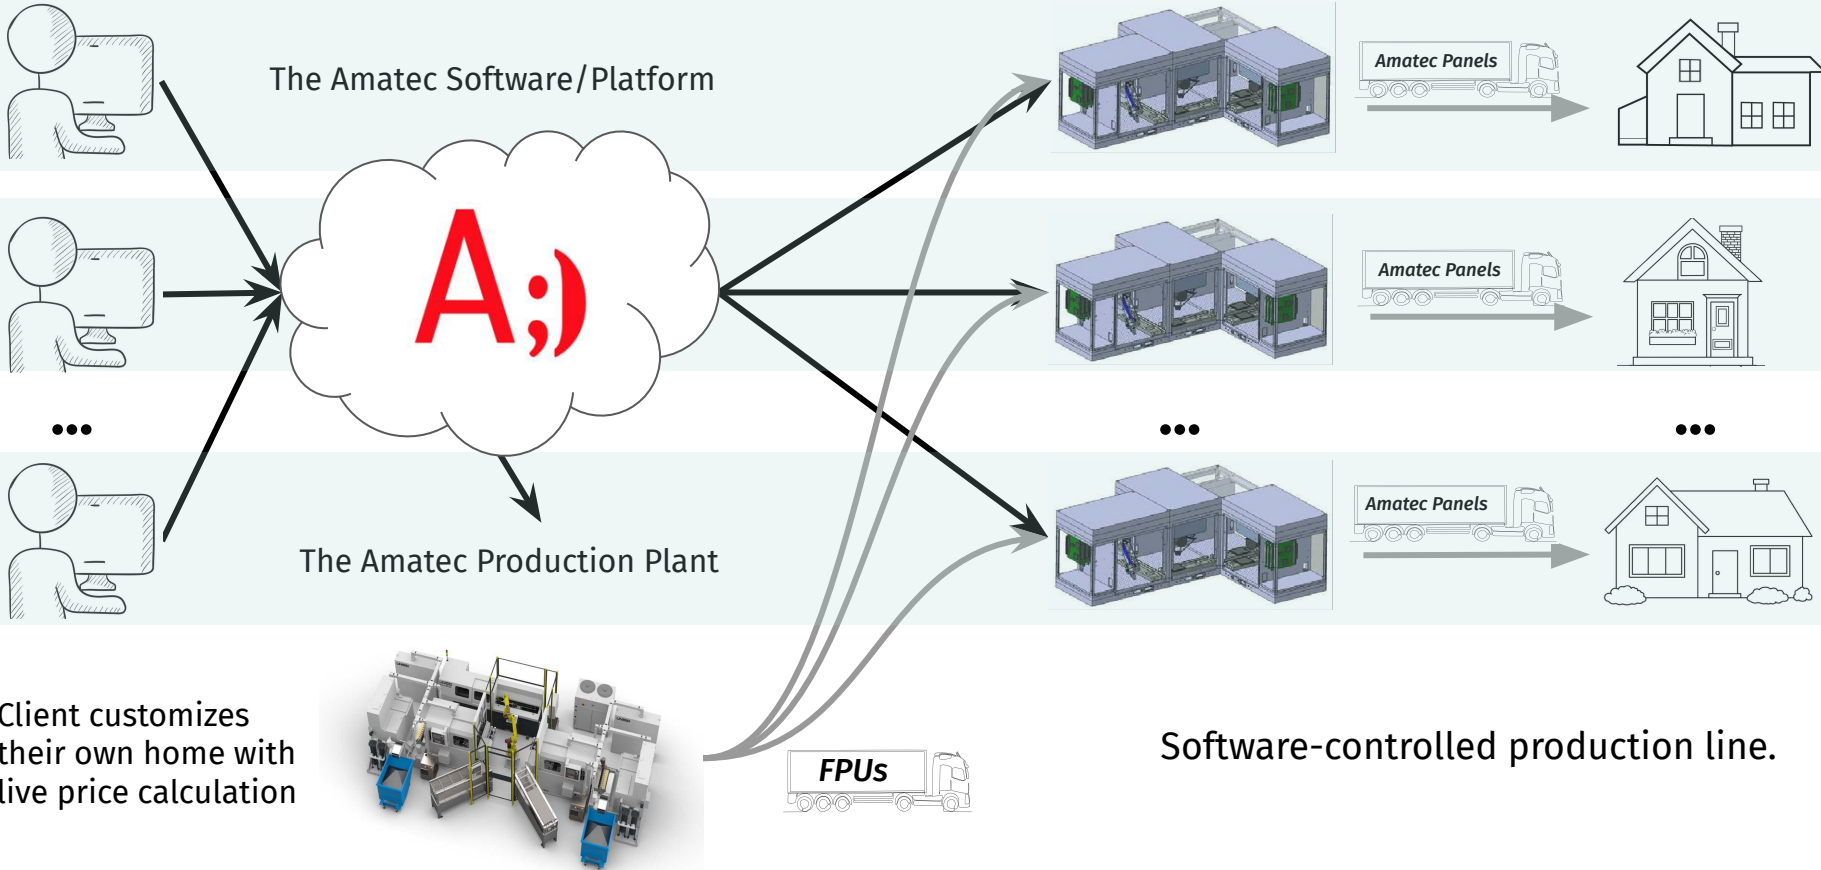 The Amatec Software/Platform
Amatec Panels
A;)
Amatec Panels
...
...
...
Amatec Panels
The Amatec Production Plant
Client customizes
their own home with
live price calculation
FPUs
Software-controlled production line.